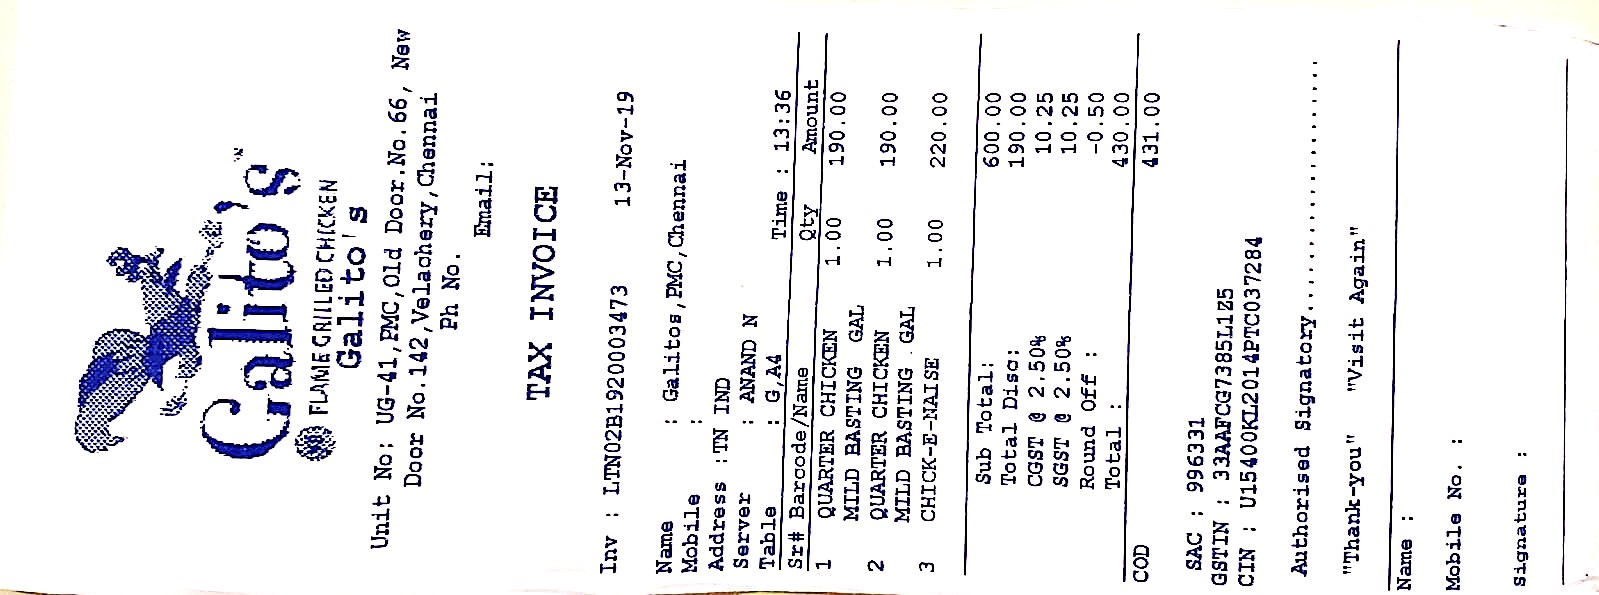 Galito's™
FLAME GRILLED CHICKEN
Galito's
Unit No: UG-41,PMC,Old Door.No.66, New
Door No.142,Velachery,Chennai
Ph No.
Email:
TAX INVOICE
Inv : LTN02B1920003473 13-Nov-19
Name : Galitos,PMC,Chennai
Mobile :
Address :TN IND
Server : ANAND N
Table : G,A4 Time : 13:36
Sr# Barcode/Name Qty Amount
1 QUARTER CHICKEN 1.00 190.00
MILD BASTING GAL
2 QUARTER CHICKEN 1.00 190.00
MILD BASTING GAL
3 CHICK-E-NAISE 1.00 220.00
Sub Total: 600.00
Total Disc: 190.00
CGST @ 2.50% 10.25
SGST @ 2.50% 10.25
Round Off : -0.50
Total : 430.00
COD 431.00
SAC : 996331
GSTIN : 33AAFCG7385L1Z5
CIN : U15400KL2014PTC037284
Authorised Signatory..............................
"Thank-you" "Visit Again"
Name :
Mobile No. :
Signature :